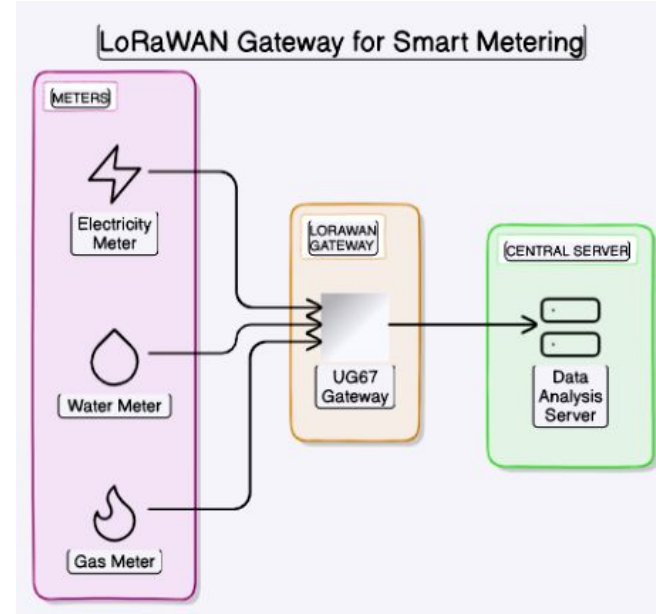 LoRaWAN Gateway for Smart Metering
METERS
Electricity
Meter
Water Meter
Gas Meter
LORAWAN
GATEWAY
UG67
Gateway
CENTRAL SERVER
Data
Analysis
Server